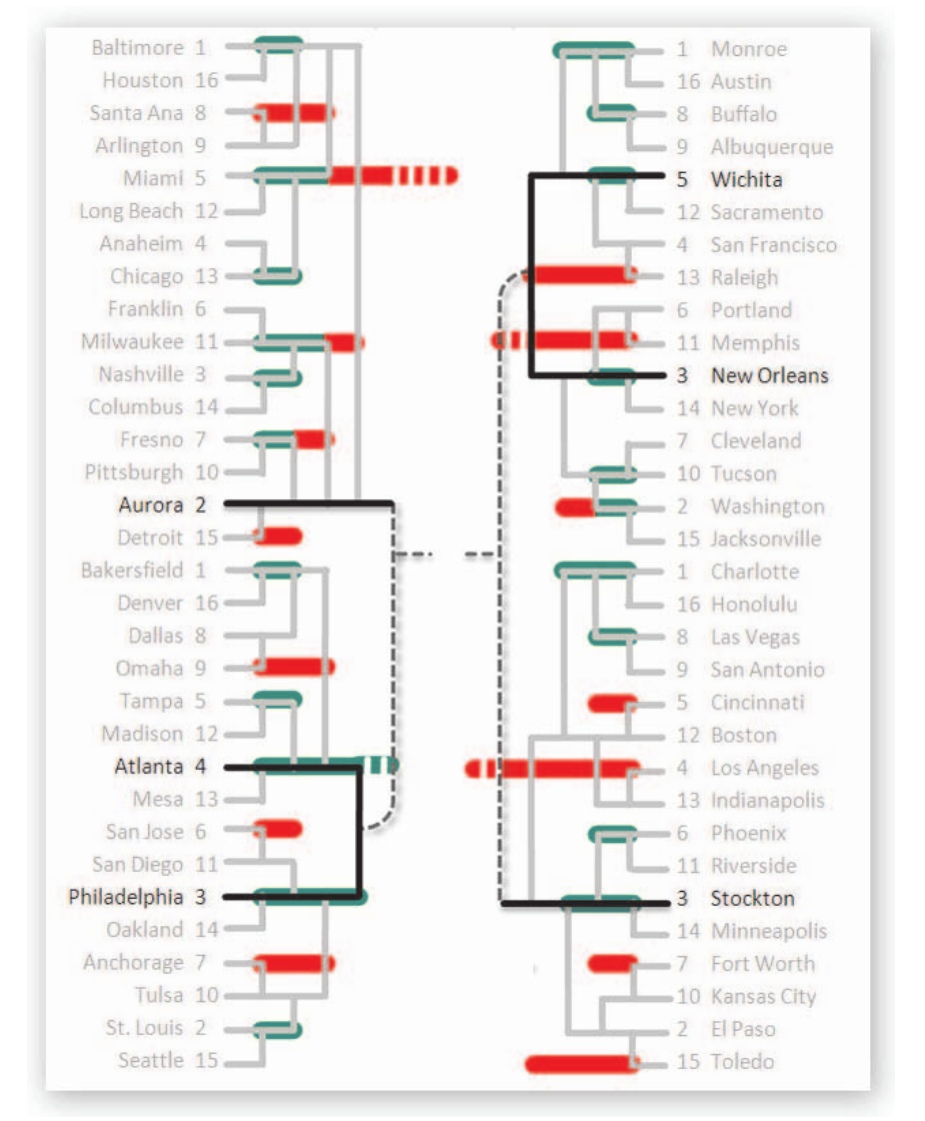 Baltimore 1
Houston 16
Santa Ana 8
Arlington 9
Miami 5
Long Beach 12
Anaheim 4
Chicago 13
Franklin 6
Milwaukee 11
Nashville 3
Columbus 14
Fresno 7
Pittsburgh 10
Aurora 2
Detroit 15
Bakersfield 1
Denver 16
Dallas 8
Omaha 9
Tampa 5
Madison 12
Atlanta 4
Mesa 13
San Jose 6
San Diego 11
Philadelphia 3
Oakland 14
Anchorage 7
Tulsa 10
St. Louis 2
Seattle 15
1 Monroe
16 Austin
8 Buffalo
9 Albuquerque
5 Wichita
12 Sacramento
4 San Francisco
13 Raleigh
6 Portland
11 Memphis
3 New Orleans
14 New York
7 Cleveland
10 Tucson
2 Washington
15 Jacksonville
1 Charlotte
16 Honolulu
8 Las Vegas
9 San Antonio
5 Cincinnati
12 Boston
4 Los Angeles
13 Indianapolis
6 Phoenix
11 Riverside
3 Stockton
14 Minneapolis
7 Fort Worth
10 Kansas City
2 El Paso
15 Toledo